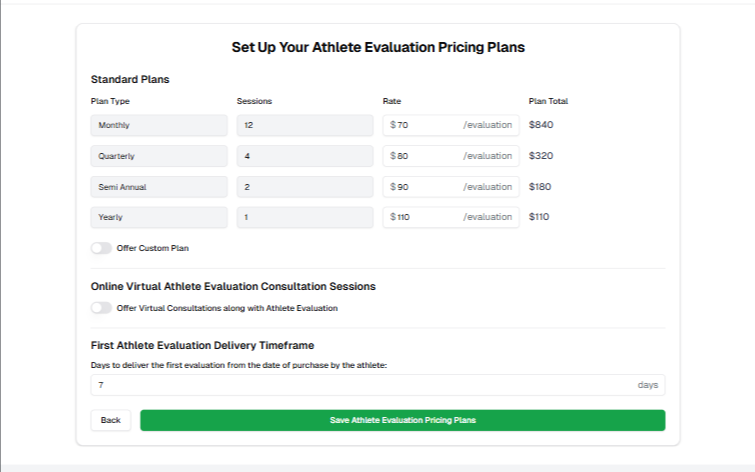 Set Up Your Athlete Evaluation Pricing Plans
Standard Plans
Plan Type Sessions Rate Plan Total
Monthly 12 $ 70 /evaluation $840
Quarterly 4 $ 80 /evaluation $320
Semi Annual 2 $ 90 /evaluation $180
Yearly 1 $ 110 /evaluation $110
Offer Custom Plan
Online Virtual Athlete Evaluation Consultation Sessions
Offer Virtual Consultations along with Athlete Evaluation
First Athlete Evaluation Delivery Timeframe
Days to deliver the first evaluation from the date of purchase by the athlete:
7 days
Back Save Athlete Evaluation Pricing Plans